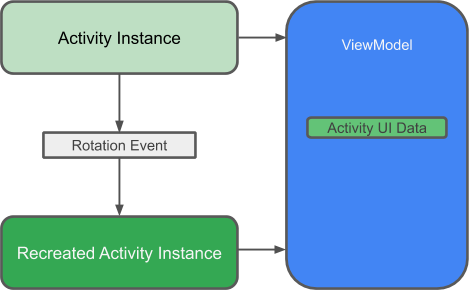 Activity Instance
ViewModel
Activity UI Data
Rotation Event
Recreated Activity Instance